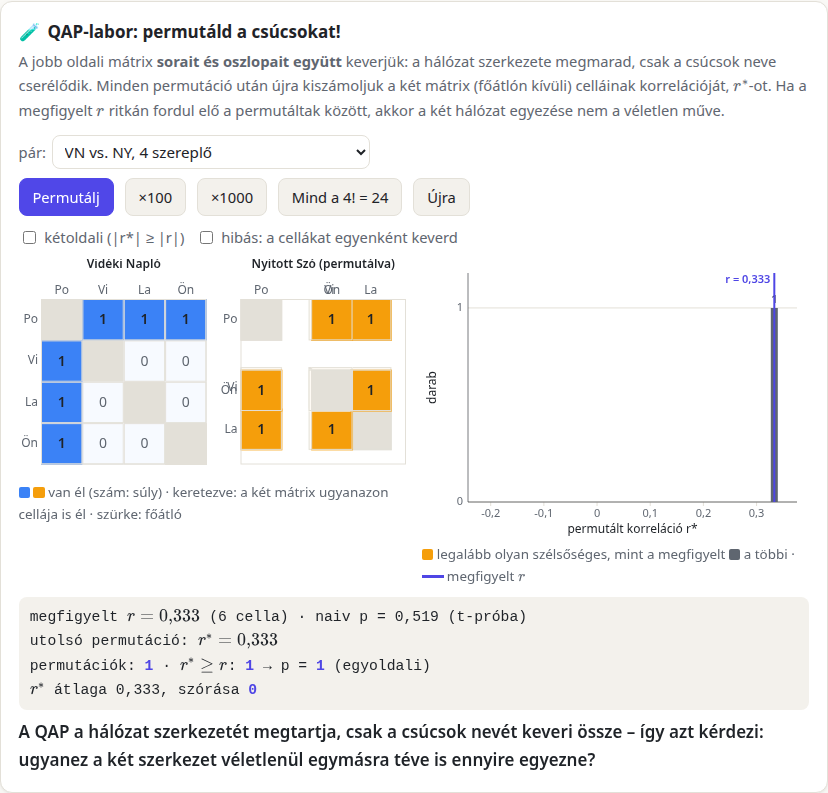 🧪 QAP-labor: permutáld a csúcsokat!
A jobb oldali mátrix sorait és oszlopait együtt keverjük: a hálózat szerkezete megmarad, csak a csúcsok neve
cserélődik. Minden permutáció után újra kiszámoljuk a két mátrix (főátlón kívüli) celláinak korrelációját, r*-ot. Ha a
megfigyelt r ritkán fordul elő a permutáltak között, akkor a két hálózat egyezése nem a véletlen műve.
pár: VN vs. NY, 4 szereplő
Permutálj ×100 ×1000 Mind a 4! = 24 Újra
kétoldali (|r*| ≥ |r|) hibás: a cellákat egyenként keverd
Vidéki Napló
Po Vi La Ön
Po 1 1 1
Vi 1 0 0
La 1 0 0
Ön 1 0 0
Nyitott Szó (permutálva)
Po Vi Ön La
Po 1 1
Ön Vi 1 1
La 1 1
r = 0,333
1
1
0
darab
-0,2 -0,1 0 0,1 0,2 0,3
permutált korreláció r*
van él (szám: súly) · keretezve: a két mátrix ugyanazon
cellája is él · szürke: főátló
legalább olyan szélsőséges, mint a megfigyelt a többi ·
megfigyelt r
megfigyelt r = 0,333 (6 cella) · naiv p = 0,519 (t-próba)
utolsó permutáció: r* = 0,333
permutációk: 1 · r* ≥ r: 1 → p = 1 (egyoldali)
r* átlaga 0,333, szórása 0
A QAP a hálózat szerkezetét megtartja, csak a csúcsok nevét keveri össze – így azt kérdezi:
ugyanez a két szerkezet véletlenül egymásra téve is ennyire egyezne?